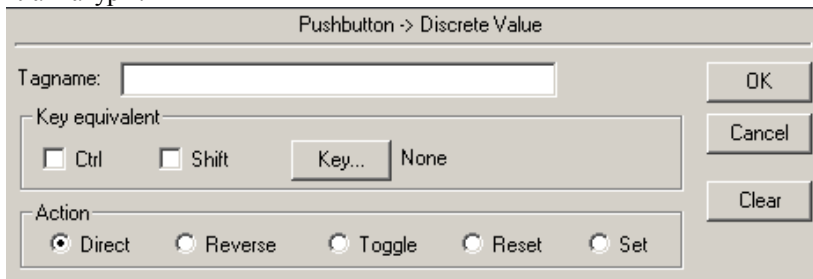 Pushbutton -> Discrete Value
Tagname:
OK
Key equivalent
Cancel
Ctrl Shift Key... None
Clear
Action
Direct Reverse Toggle Reset Set